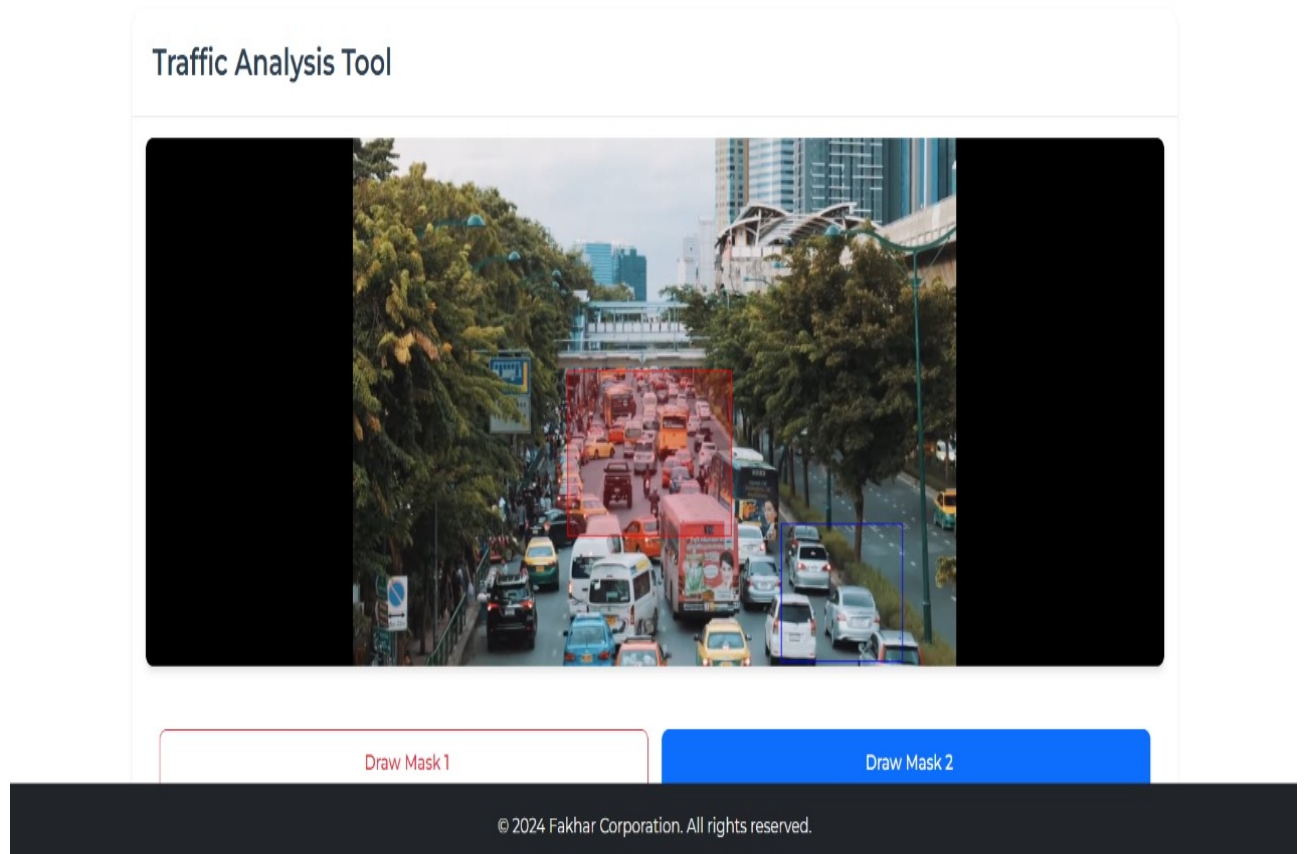 Traffic Analysis Tool
Draw Mask 1
Draw Mask 2
© 2024 Fakhar Corporation. All rights reserved.